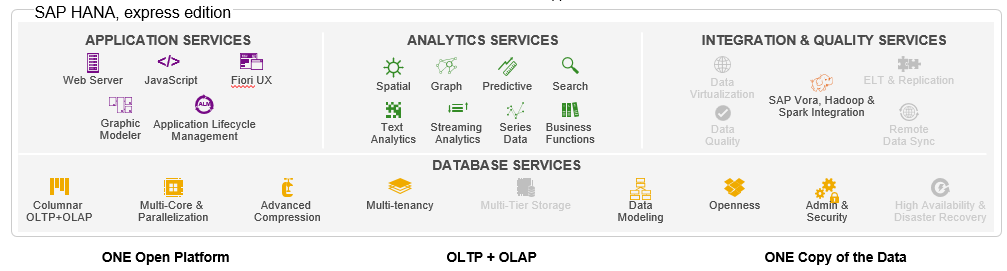 SAP HANA, express edition
APPLICATION SERVICES
Web Server
JavaScript
Fiori UX
Graphic
Modeler
ALM
Application Lifecycle
Management
ANALYTICS SERVICES
Spatial
Graph
Predictive
Search
Text
Analytics
Streaming
Analytics
Series
Data
Business
Functions
INTEGRATION & QUALITY SERVICES
Data
Virtualization
SAP Vora, Hadoop &
Spark Integration
ELT & Replication
Data
Quality
Remote
Data Sync
DATABASE SERVICES
Columnar
OLTP+OLAP
Multi-Core &
Parallelization
Advanced
Compression
Multi-tenancy
Multi-Tier Storage
Data
Modeling
Openness
Admin &
Security
High Availability &
Disaster Recovery
ONE Open Platform
OLTP + OLAP
ONE Copy of the Data